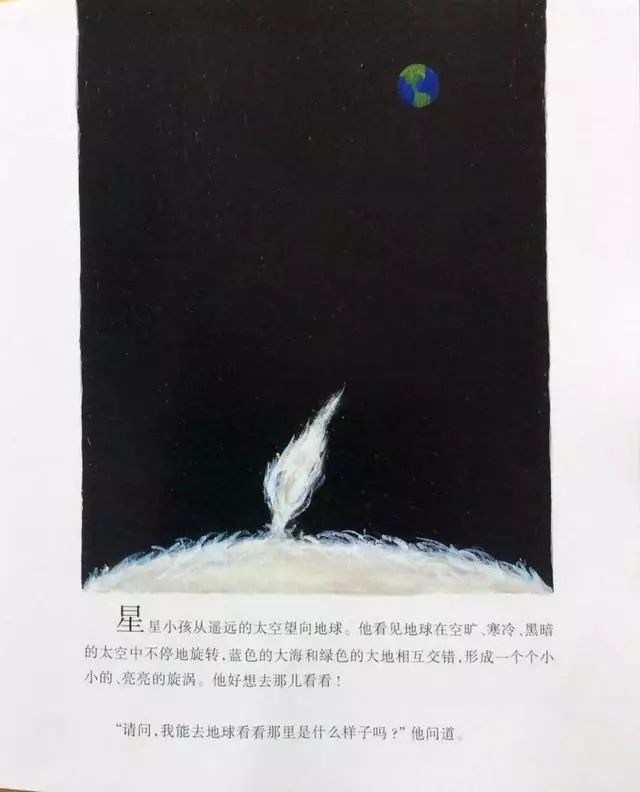 星星小孩从遥远的太空望向地球。他看见地球在空旷、寒冷、黑暗
的太空中不停地旋转,蓝色的大海和绿色的大地相互交错,形成一个个小
小的、亮亮的旋涡。他好想去那儿看看!
“请问,我能去地球看看那里是什么样子吗?”他问道。